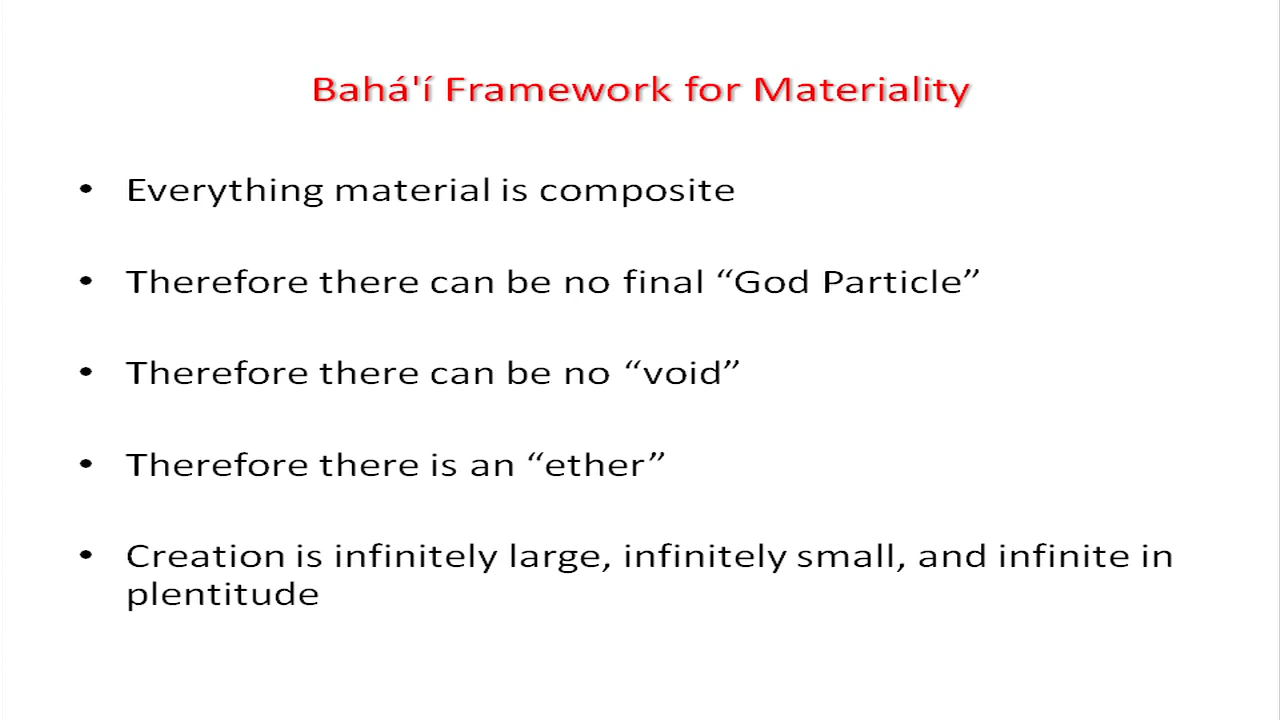 Bahá'í Framework for Materiality
• Everything material is composite
• Therefore there can be no final “God Particle”
• Therefore there can be no “void”
• Therefore there is an “ether”
• Creation is infinitely large, infinitely small, and infinite in
plentitude